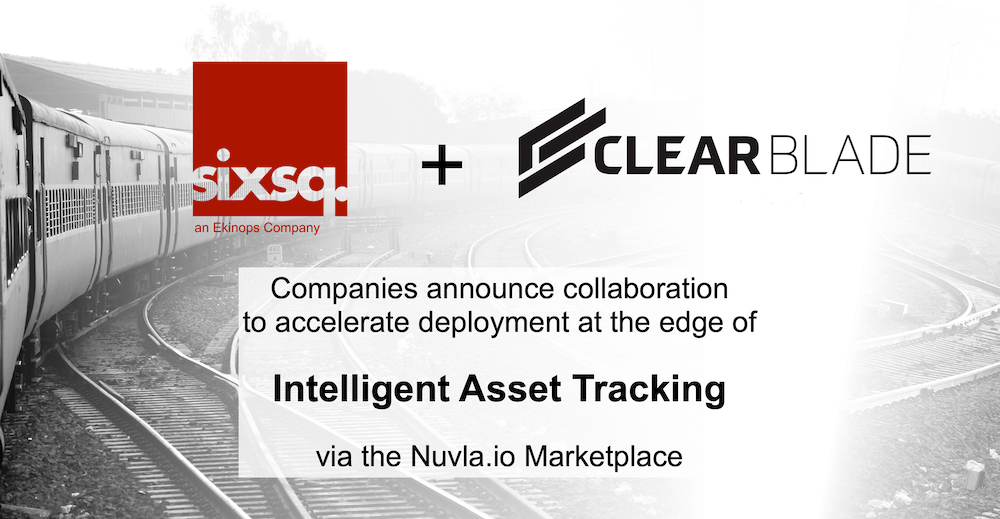 sixsq.
an Ekinops Company
+
CLEARBLADE
Companies announce collaboration
to accelerate deployment at the edge of
Intelligent Asset Tracking
via the Nuvla.io Marketplace